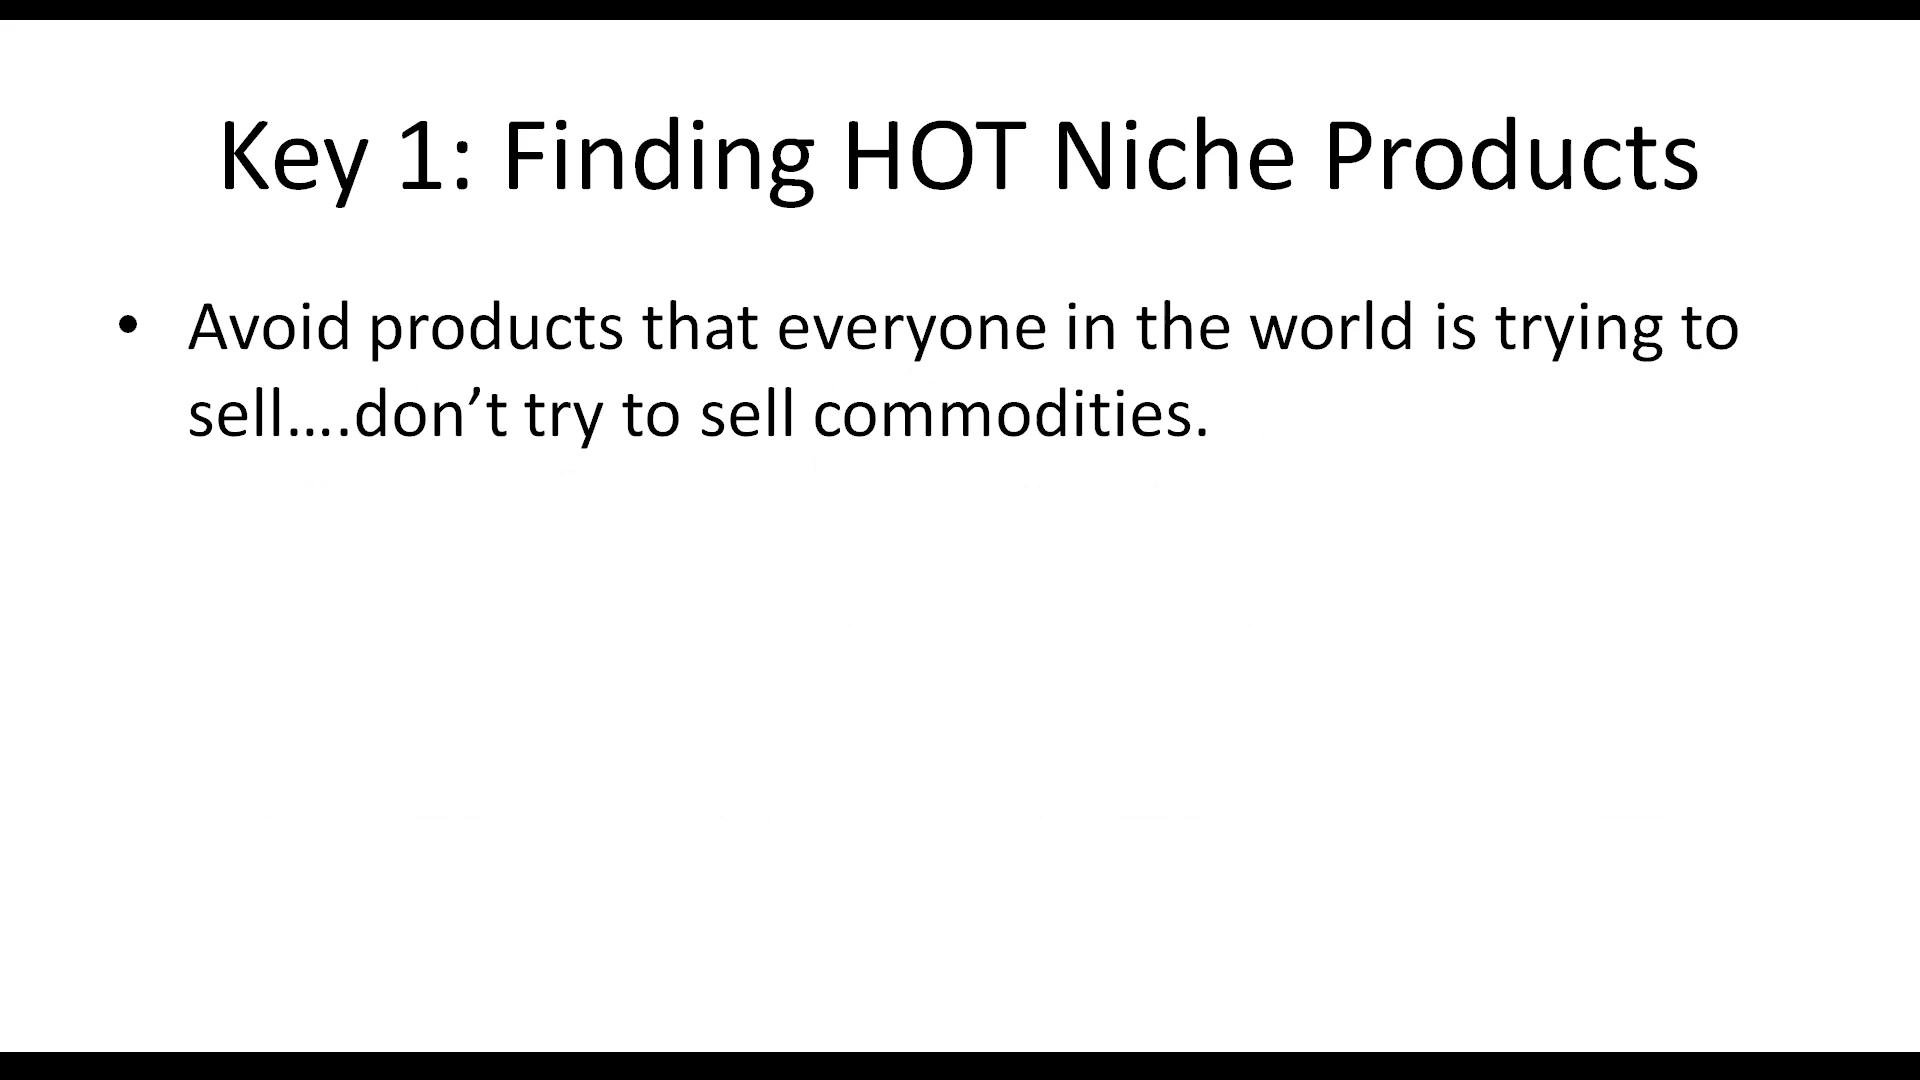 Key 1: Finding HOT Niche Products
• Avoid products that everyone in the world is trying to
sell....don’t try to sell commodities.